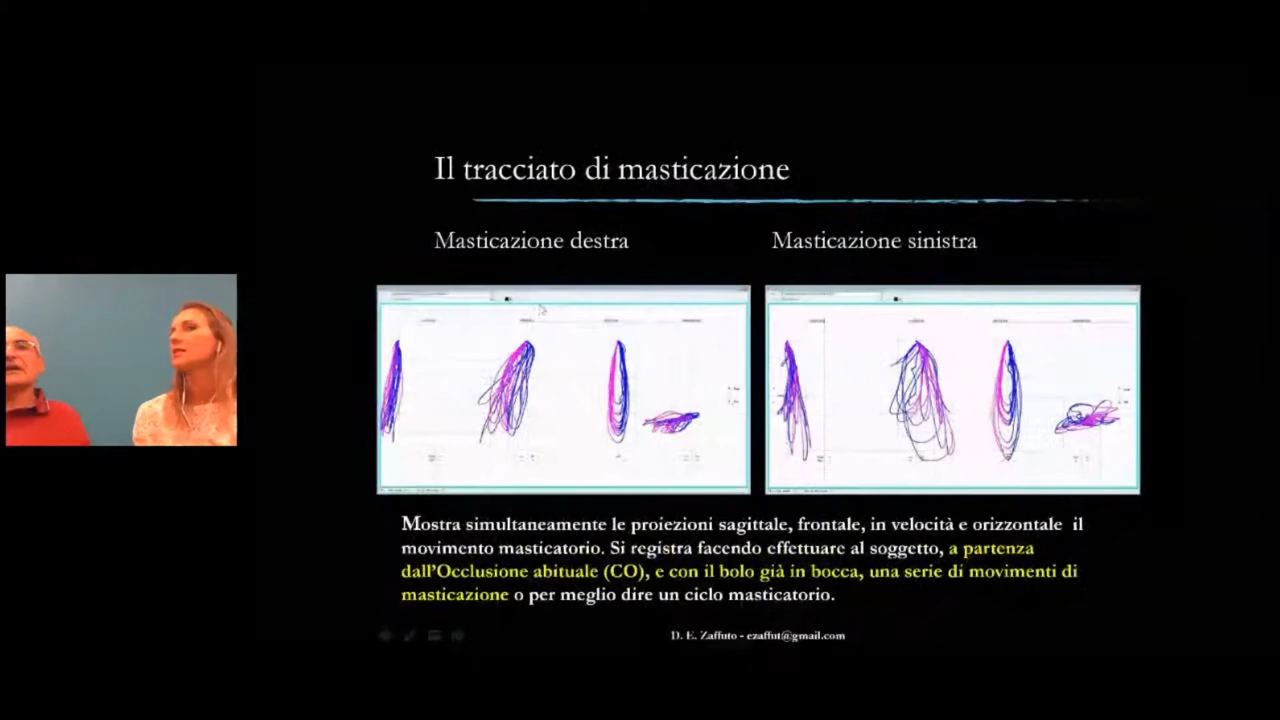 Il tracciato di masticazione
Masticazione destra
Masticazione sinistra
Mostra simultaneamente le proiezioni sagittale, frontale, in velocità e orizzontale il
movimento masticatorio. Si registra facendo effettuare al soggetto, a partenza
dall'Occlusione abituale (CO), e con il bolo già in bocca, una serie di movimenti di
masticazione o per meglio dire un ciclo masticatorio.
D. E. Zaffuto - ezaffut@gmail.com